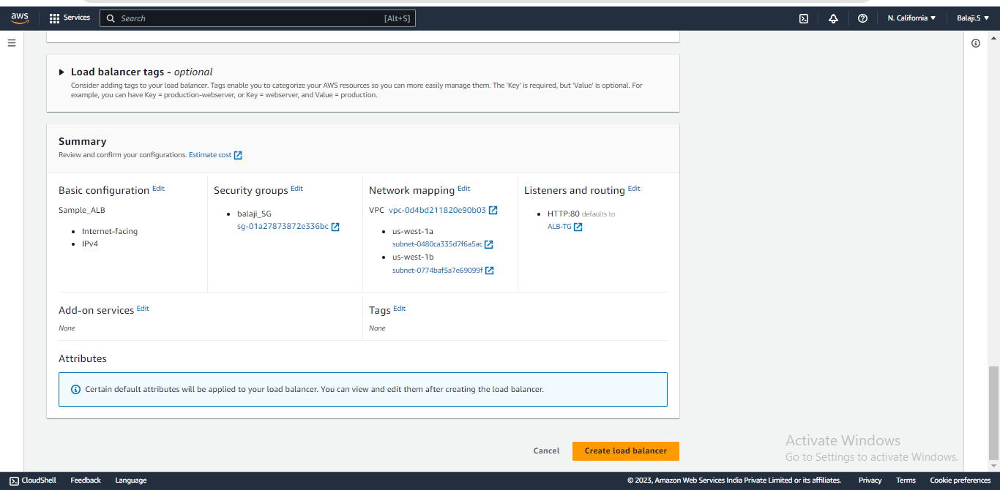 aws
Services
Search
[Alt+S]
N. California
Balaji.S
Load balancer tags - optional
Consider adding tags to your load balancer. Tags enable you to categorize your AWS resources so you can more easily manage them. The 'Key' is required, but 'Value' is optional. For
example, you can have Key = production-webserver, or Key = webserver, and Value = production.
Summary
Review and confirm your configurations. Estimate cost
Basic configuration Edit
Sample_ALB
Internet-facing
IPv4
Security groups Edit
balaji_SG
sg-01a27873872e336bc
Network mapping Edit
VPC vpc-0d4bd211820e90b03
us-west-1a
subnet-0480ca335d7f6a5ac
us-west-1b
subnet-0774baf5a7e69099f
Listeners and routing Edit
HTTP:80 defaults to
ALB-TG
Add-on services Edit
None
Tags Edit
None
Attributes
Certain default attributes will be applied to your load balancer. You can view and edit them after creating the load balancer.
Cancel
Create load balancer
Activate Windows
Go to Settings to activate Windows.
CloudShell
Feedback
Language
© 2023, Amazon Web Services India Private Limited or its affiliates.
Privacy
Terms
Cookie preferences